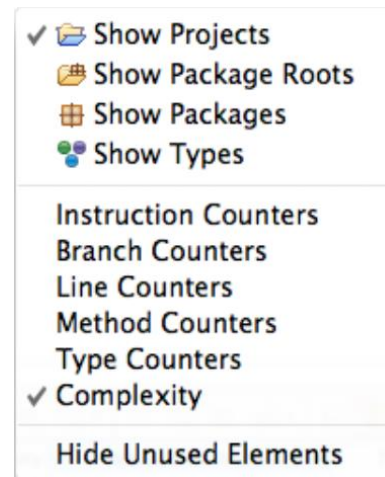 Show Projects
Show Package Roots
Show Packages
Show Types
Instruction Counters
Branch Counters
Line Counters
Method Counters
Type Counters
Complexity
Hide Unused Elements